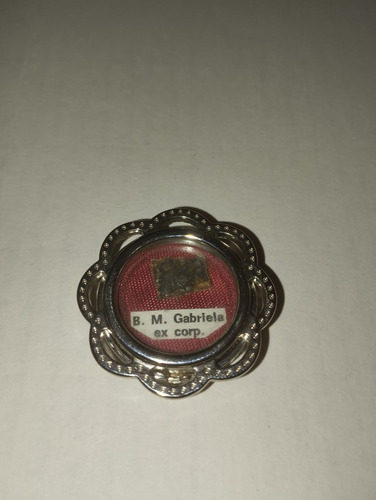 B. M. Gabriela
ex corp.